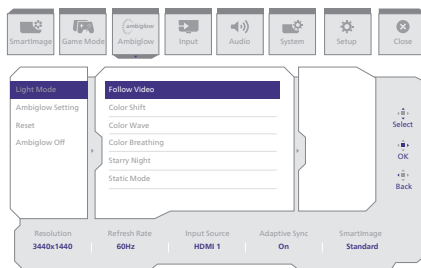 ambiglow
SmartImage Game Mode Ambiglow Input Audio System Setup Close
Light Mode Follow Video
Ambiglow Setting Color Shift
Reset Color Wave
Ambiglow Off Color Breathing
Starry Night
Static Mode
Select
OK
Back
Resolution Refresh Rate Input Source Adaptive Sync SmartImage
3440x1440 60Hz HDMI 1 On Standard